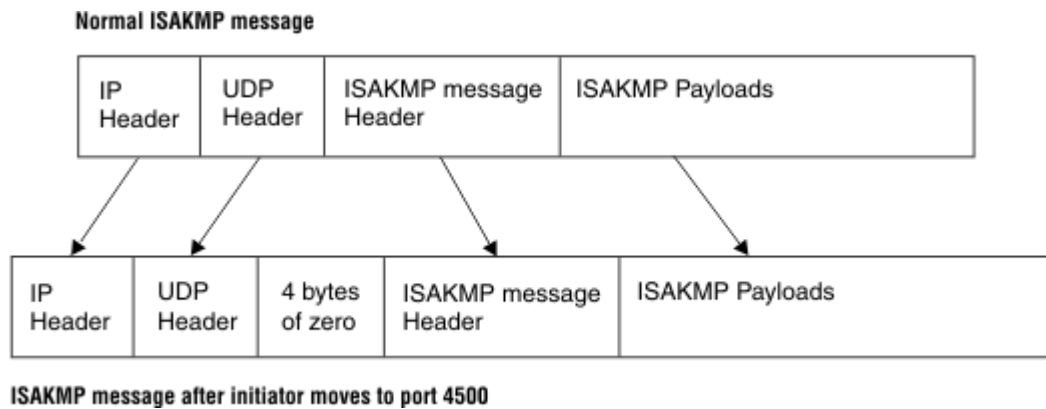 Normal ISAKMP message
IP
Header
UDP
Header
ISAKMP message
Header
ISAKMP Payloads
IP
Header
UDP
Header
4 bytes
of zero
ISAKMP message
Header
ISAKMP Payloads
ISAKMP message after initiator moves to port 4500